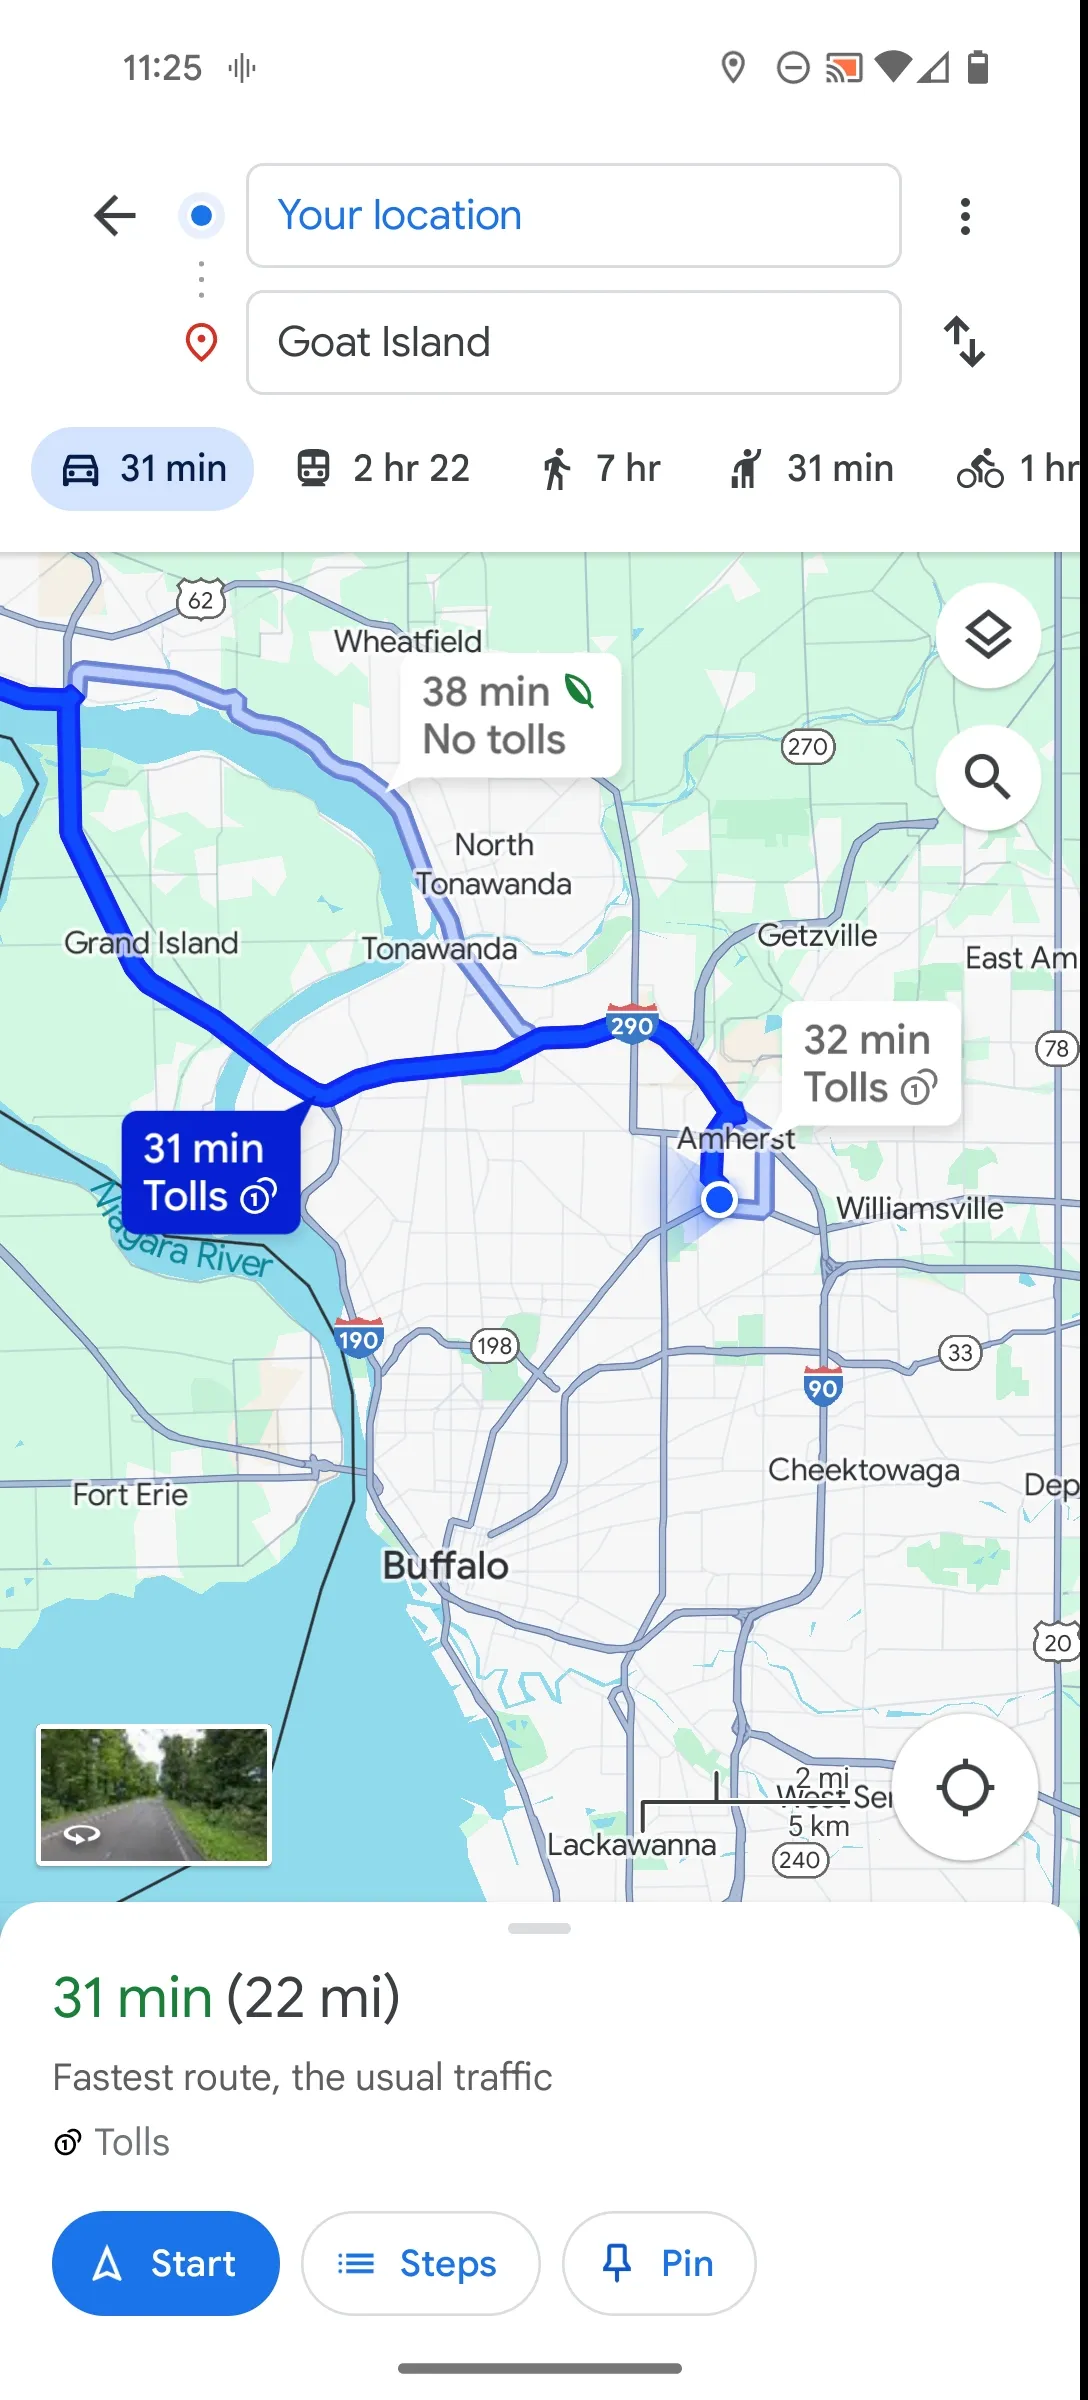 11:25
Your location
Goat Island
31 min
2 hr 22
7 hr
31 min
1 hr
62
Wheatfield
38 min
No tolls
270
North
Tonawanda
Getzville
Grand Island
Tonawanda
East Am
290
32 min
Tolls
78
Amherst
31 min
Tolls
Williamsville
Niagara River
190
198
33
90
Cheektowaga
Dep
Fort Erie
Buffalo
20
2 mi
West Ser
5 km
Lackawanna
240
31 min (22 mi)
Fastest route, the usual traffic
Tolls
Start
Steps
Pin